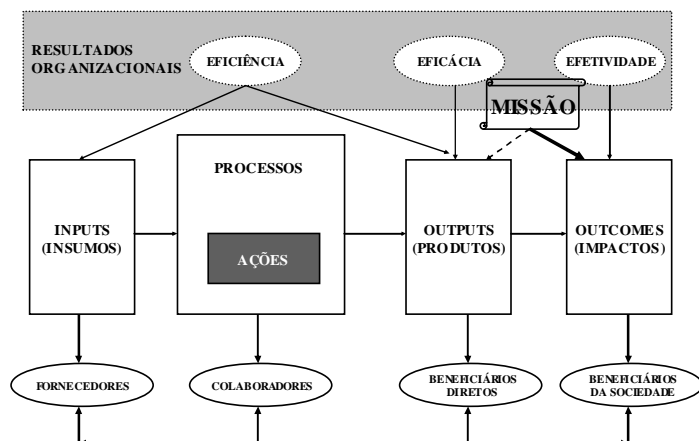 RESULTADOS
ORGANIZACIONAIS
EFICIÊNCIA
EFICÁCIA
EFETIVIDADE
MISSÃO
PROCESSOS
INPUTS
(INSUMOS)
AÇÕES
OUTPUTS
(PRODUTOS)
OUTCOMES
(IMPACTOS)
FORNECEDORES
COLABORADORES
BENEFICIÁRIOS
DIRETOS
BENEFICIÁRIOS
DA SOCIEDADE